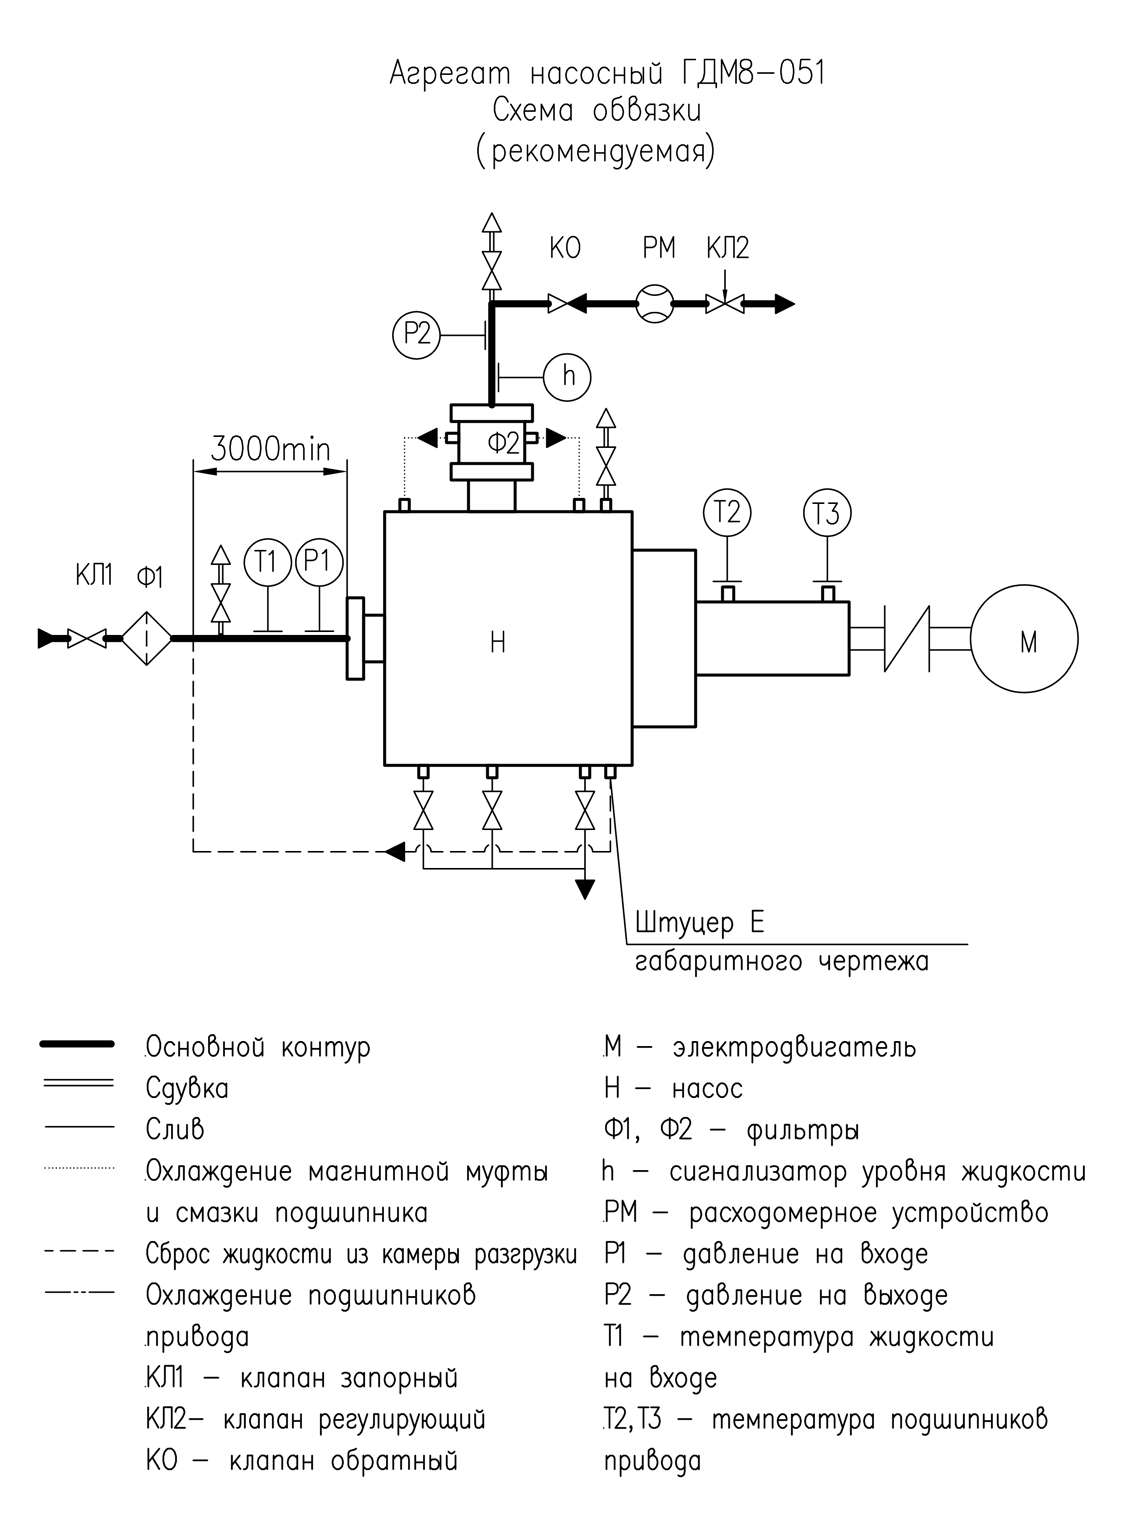 Агрегат насосный ГДМ8-051
Схема обвязки
(рекомендуемая)
КО
РМ
КЛ2
Р2
h
Ф2
3000min
Т2
Т3
КЛ1
Ф1
Т1
Р1
Н
М
Штуцер Е
габаритного чертежа
Основной контур
Сдувка
Слив
Охлаждение магнитной муфты
и смазки подшипника
Сброс жидкости из камеры разгрузки
Охлаждение подшипников
привода
КЛ1 – клапан запорный
КЛ2– клапан регулирующий
КО – клапан обратный
М – электродвигатель
Н – насос
Ф1, Ф2 – фильтры
h – сигнализатор уровня жидкости
РМ – расходомерное устройство
Р1 – давление на входе
Р2 – давление на выходе
Т1 – температура жидкости
на входе
Т2,Т3 – температура подшипников
привода